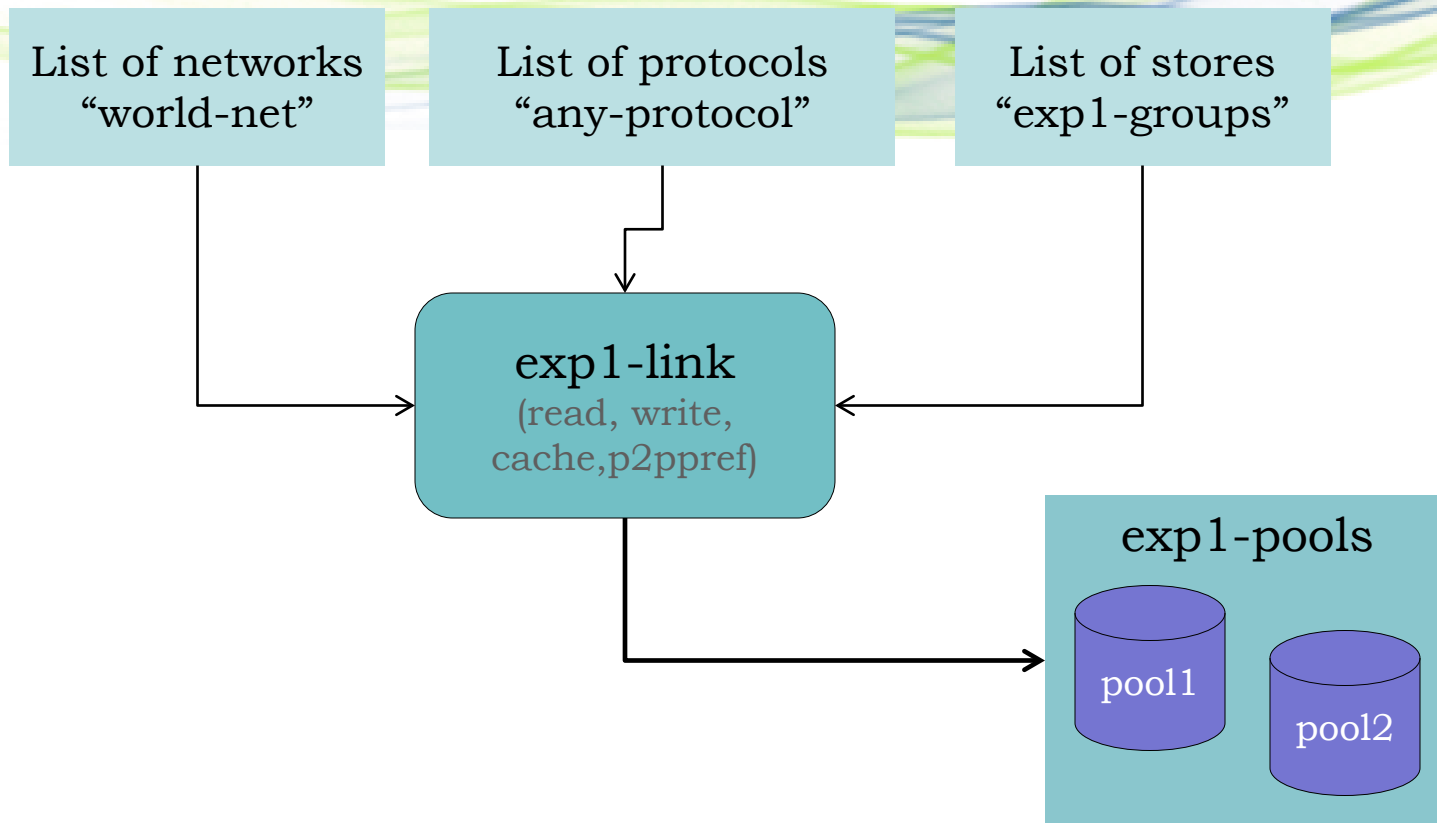 List of networks
“world-net”
List of protocols
“any-protocol”
List of stores
“exp1-groups”
exp1-link
(read, write,
cache,p2ppref)
exp1-pools
pool1
pool2